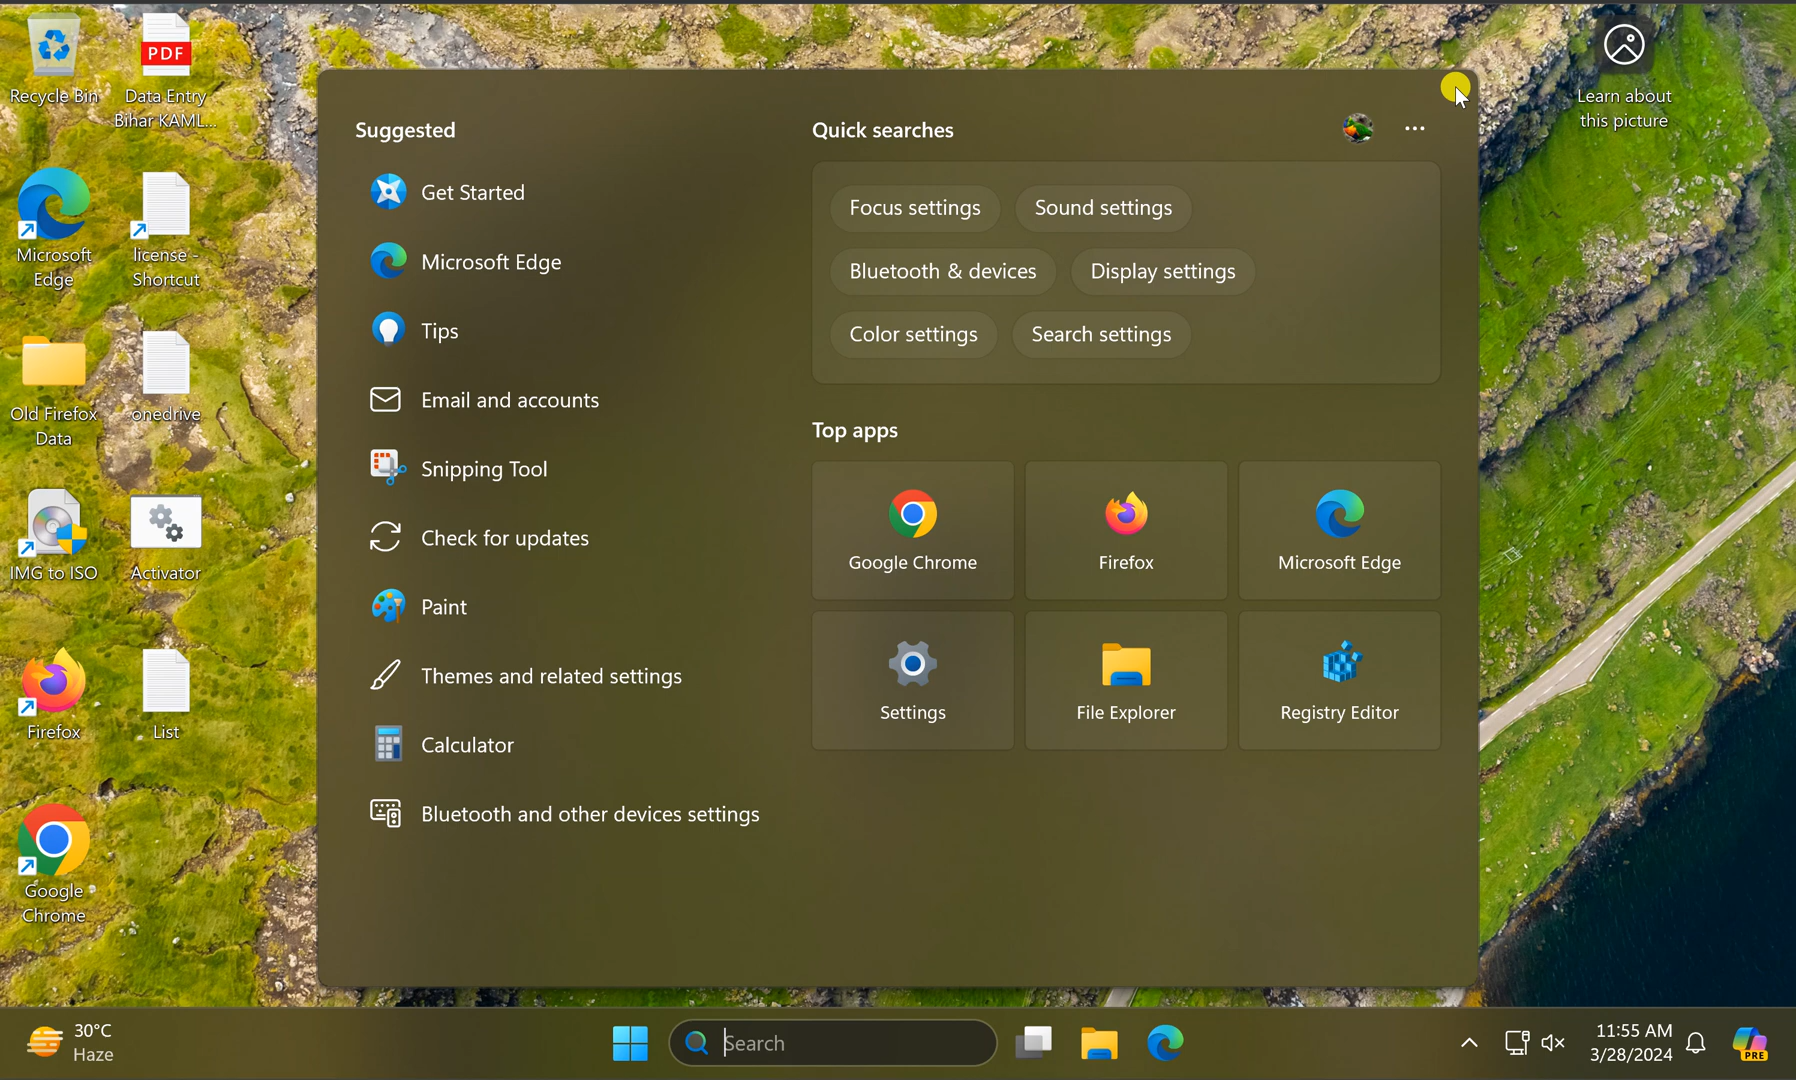 Recycle Bin
PDF
Data Entry
Bihar KAML...
Microsoft
Edge
license -
Shortcut
Old Firefox
Data
onedrive
IMG to ISO
Activator
Firefox
List
Google
Chrome
Learn about
this picture
Suggested
Get Started
Microsoft Edge
Tips
Email and accounts
Snipping Tool
Check for updates
Paint
Themes and related settings
Calculator
Bluetooth and other devices settings
Quick searches
Focus settings
Sound settings
Bluetooth & devices
Display settings
Color settings
Search settings
Top apps
Google Chrome
Firefox
Microsoft Edge
Settings
File Explorer
Registry Editor
30°C
Haze
Search
11:55 AM
3/28/2024
PRE